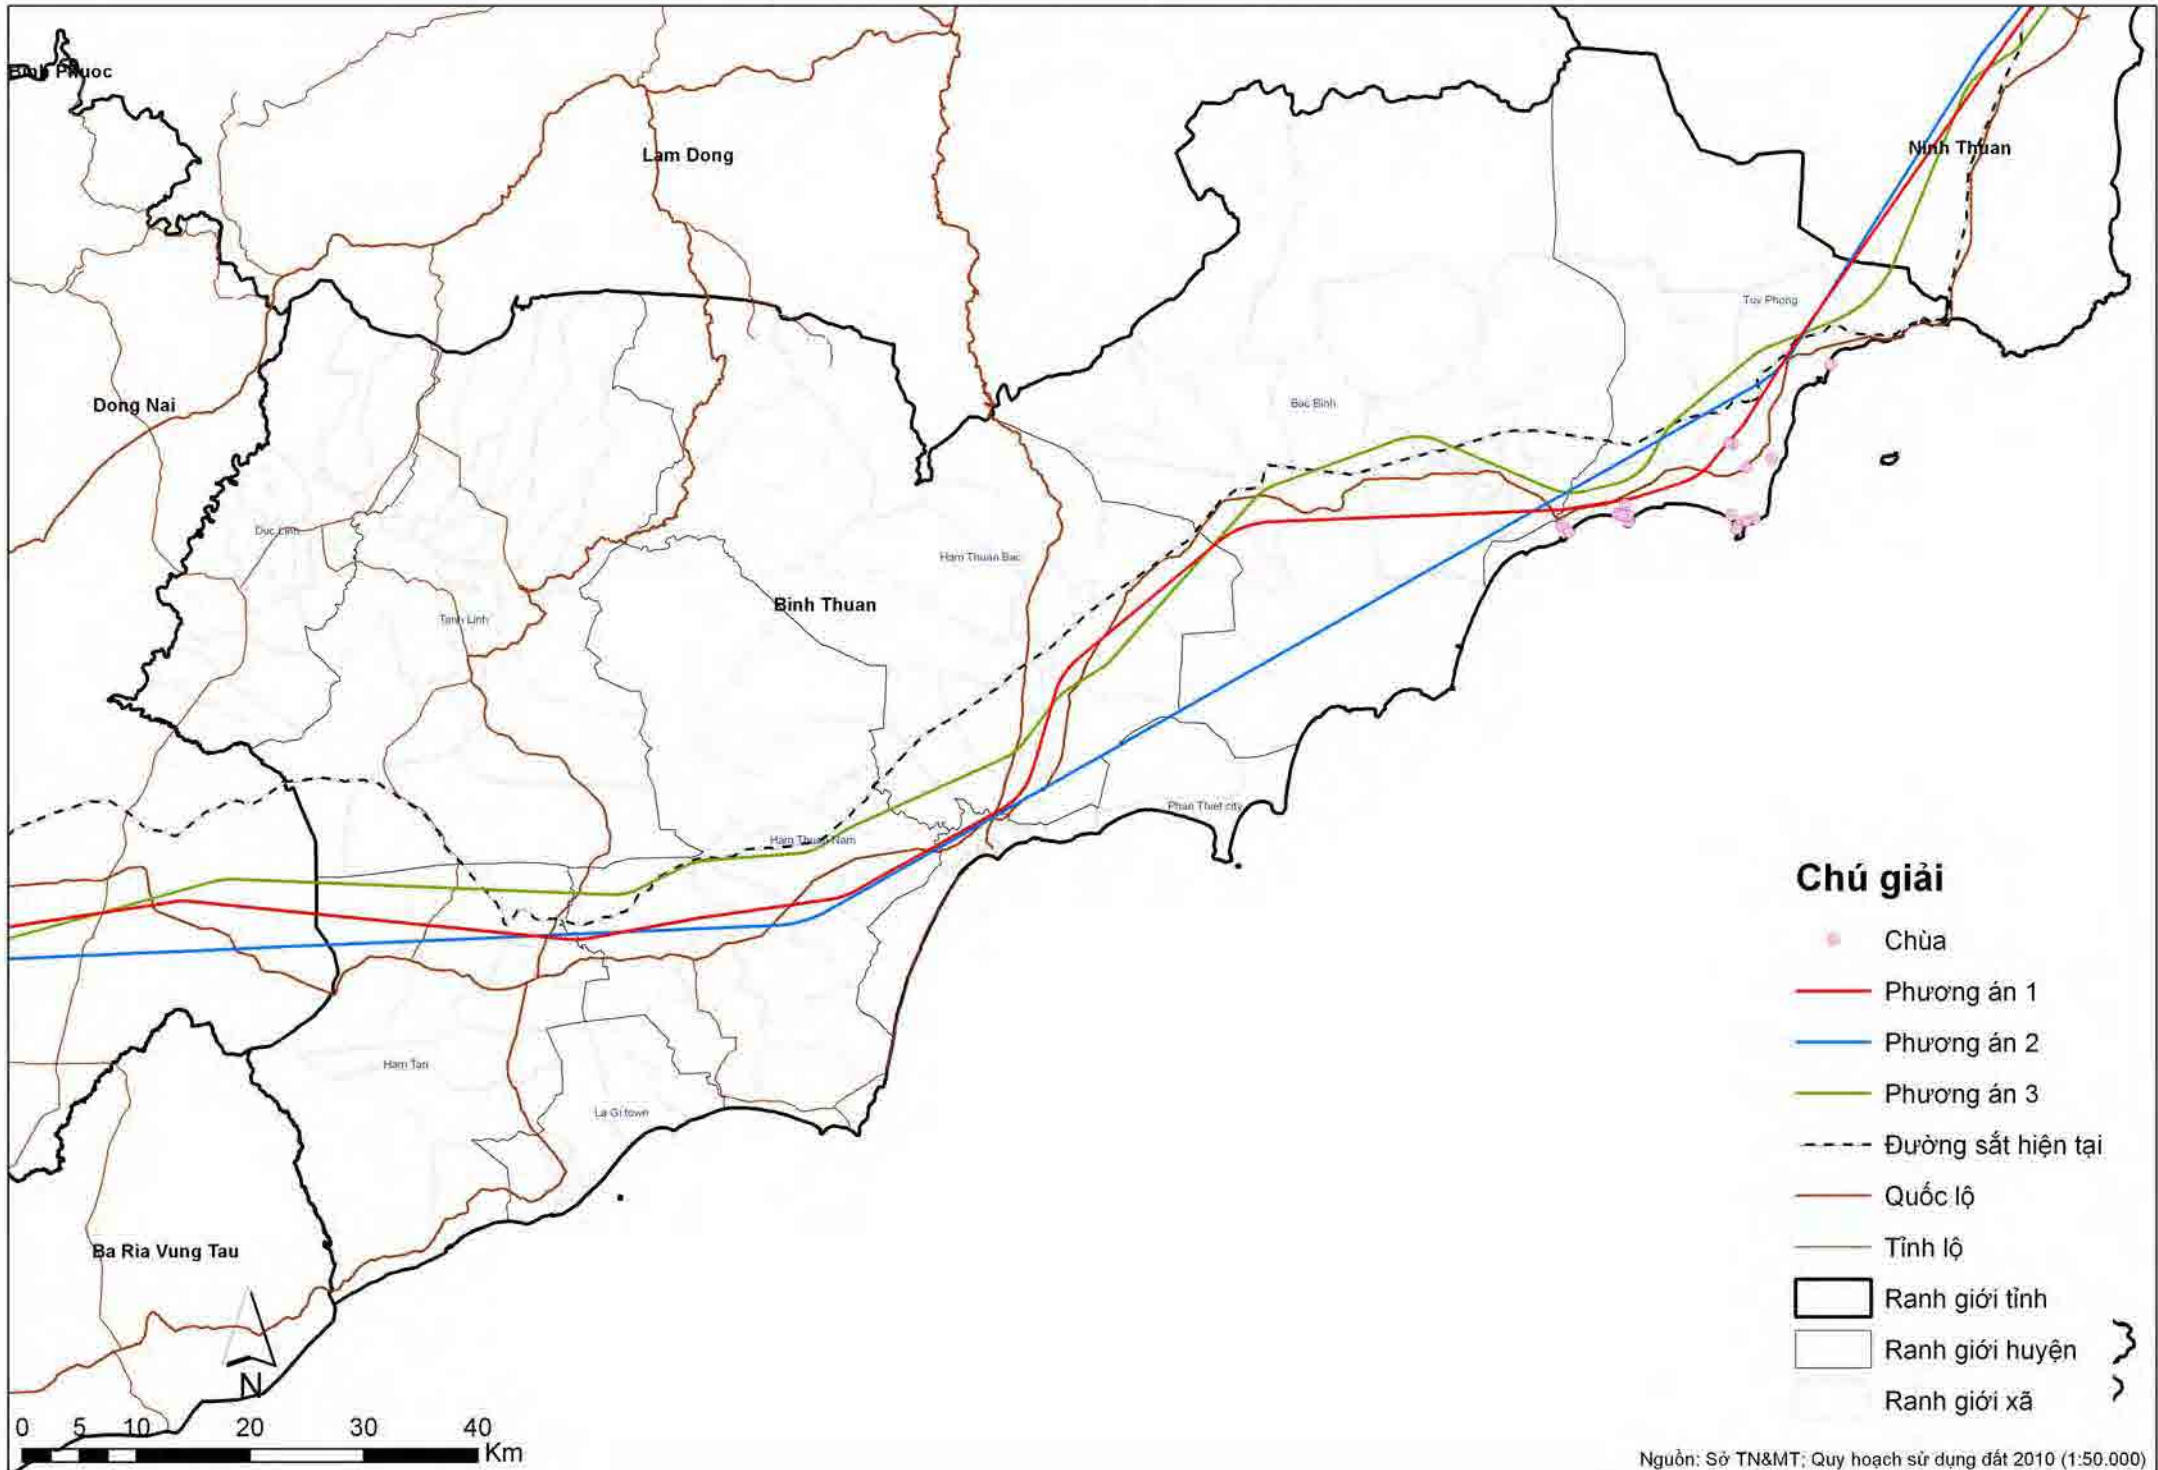 Binh Phuoc
Lam Dong
Ninh Thuan
Tuy Phong
Dong Nai
Bac Binh
Duc Linh
Ham Thuan Bac
Binh Thuan
Tanh Linh
Phan Thiet city
Ham Thuan Nam
Ham Tan
La Gi town
Ba Ria Vung Tau
Chú giải
Chùa
Phương án 1
Phương án 2
Phương án 3
Đường sắt hiện tại
Quốc lộ
Tỉnh lộ
Ranh giới tỉnh
Ranh giới huyện
Ranh giới xã
N
0 5 10 20 30 40
Km
Nguồn: Sở TN&MT; Quy hoạch sử dụng đất 2010 (1:50.000)